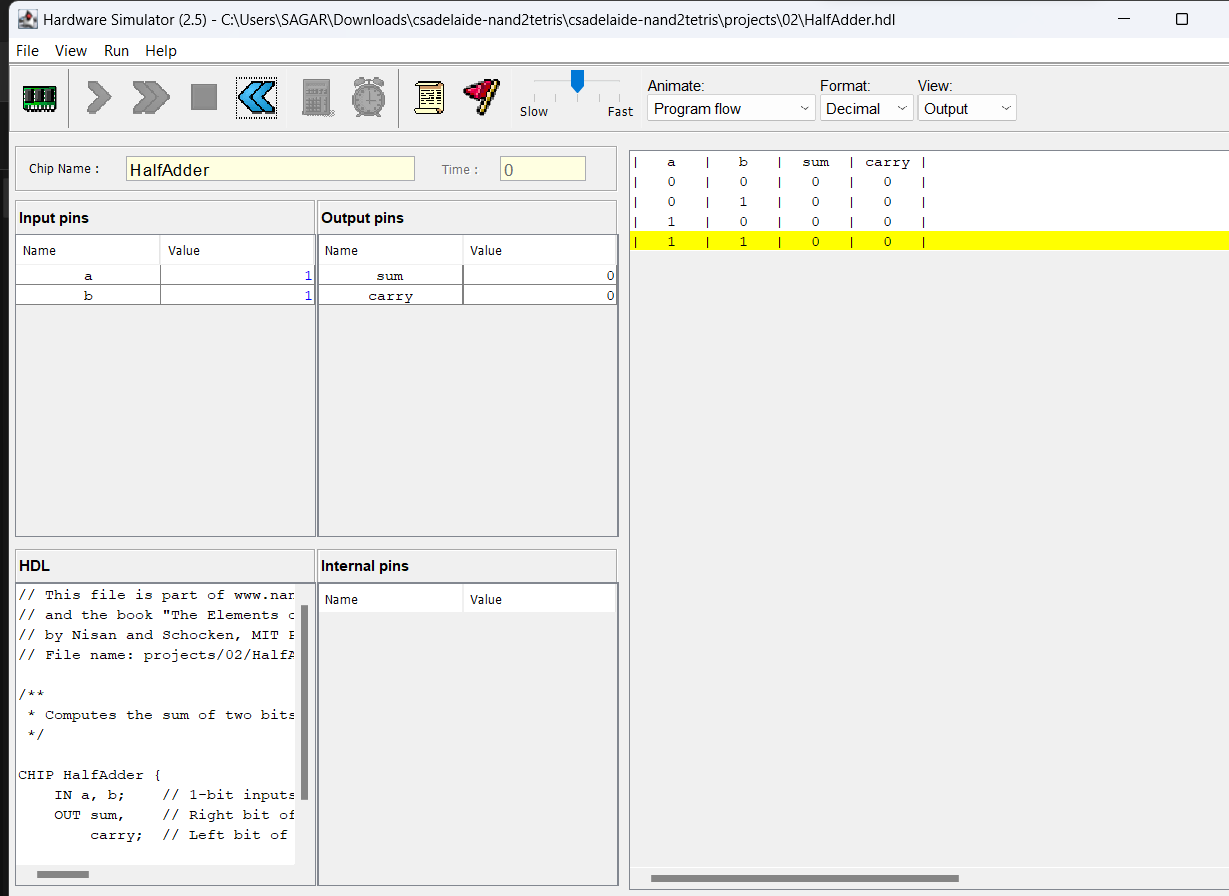 Hardware Simulator (2.5) - C:\Users\SAGAR\Downloads\csadelaide-nand2tetris\csadelaide-nand2tetris\projects\02\HalfAdder.hdl
File View Run Help
Slow Fast
Animate: Format: View:
Program flow Decimal Output
Chip Name : HalfAdder Time : 0
Input pins Output pins
Name Value Name Value
a 1 sum 0
b 1 carry 0
| a | b | sum | carry |
| 0 | 0 | 0 | 0 |
| 0 | 1 | 0 | 0 |
| 1 | 0 | 0 | 0 |
| 1 | 1 | 0 | 0 |
HDL
// This file is part of www.nan
// and the book "The Elements o
// by Nisan and Schocken, MIT P
// File name: projects/02/HalfA
/**
* Computes the sum of two bits
*/
CHIP HalfAdder {
IN a, b; // 1-bit inputs
OUT sum, // Right bit of
carry; // Left bit of
Internal pins
Name Value